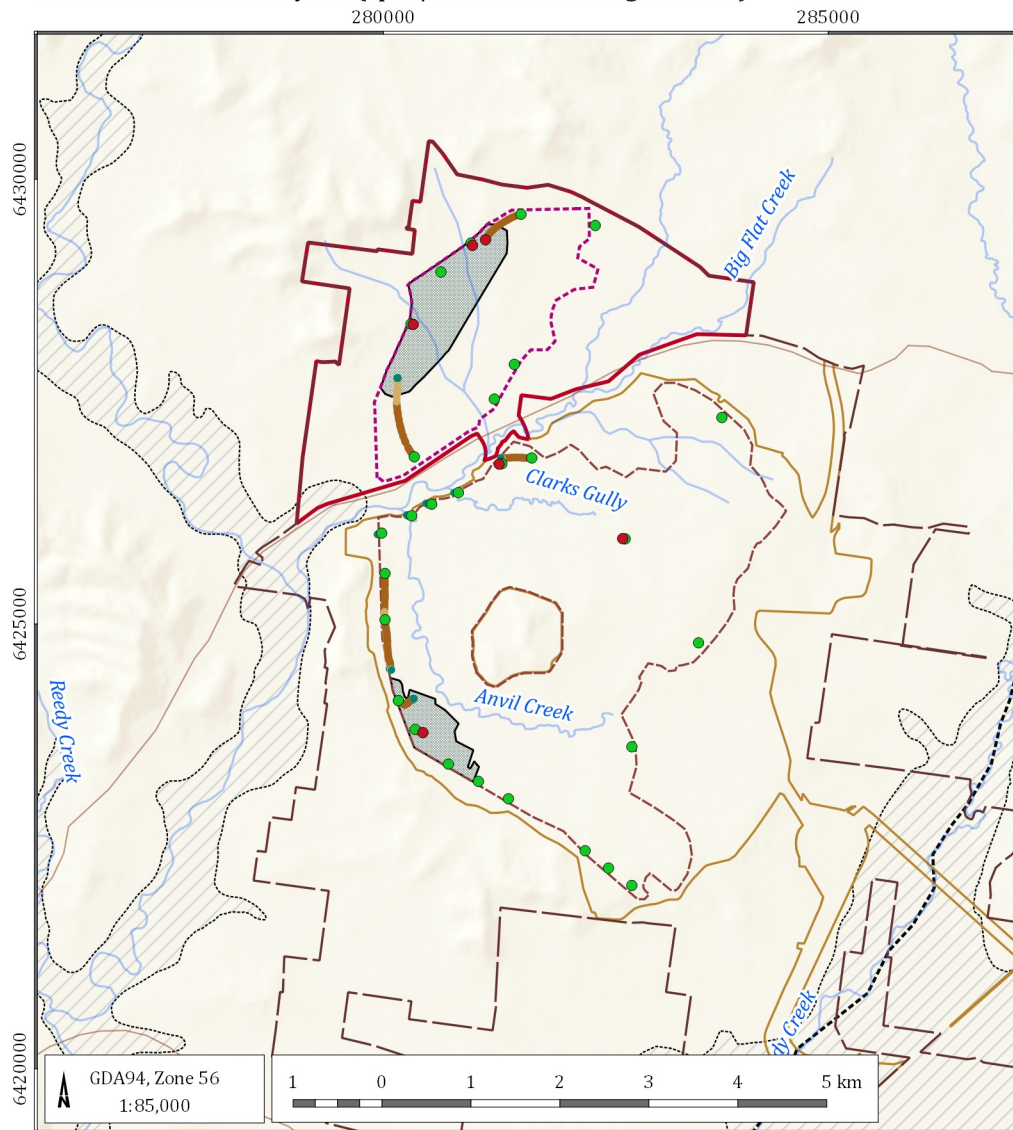 280000
285000
6430000
Big Flat Creek
Clarks Gully
6425000
Anvil Creek
Reedy Creek
dy Creek
6420000
GDA94, Zone 56
1:85,000
N
1 0 1 2 3 4 5 km